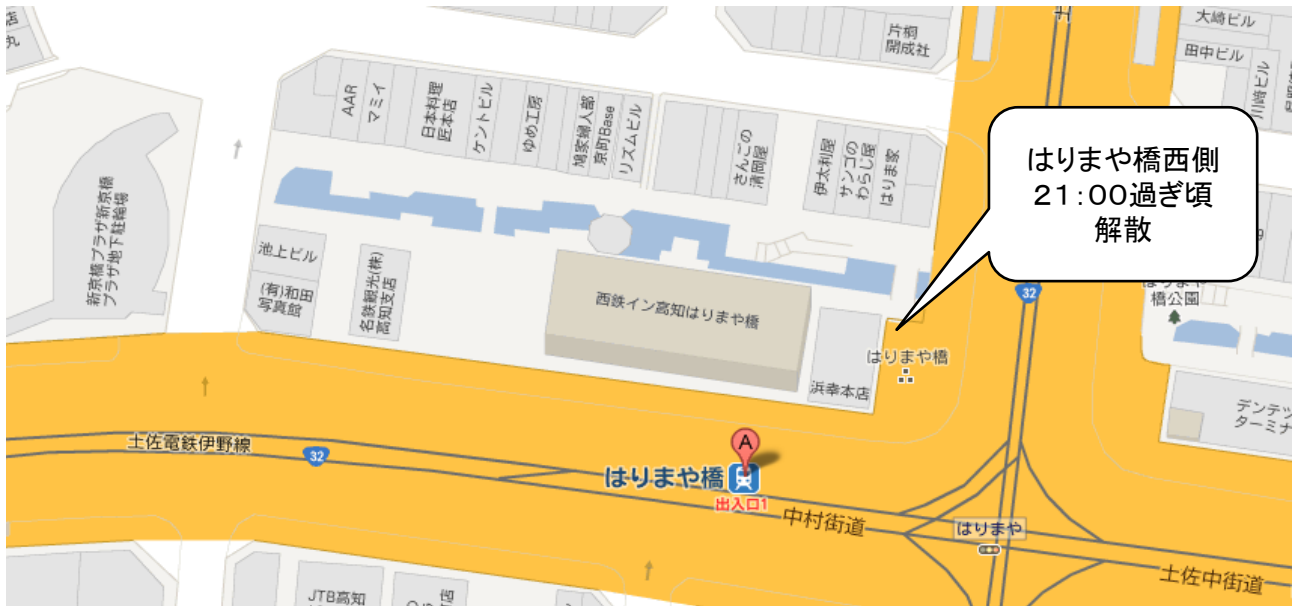 店
丸
片桐
開成社
大崎ビル
田中ビル
川崎ビル
AAR
マミイ
日本料理
匠本店
ケントビル
ゆめ工房
鳩家婦人部
京町Base
リズムビル
さんごの
清岡屋
伊太利屋
サンゴの
わらじ屋
はりま家
はりまや橋西側
21:00過ぎ頃
解散
新京橋プラザ新京橋
プラザ地下駐輪場
池上ビル
(有)和田
写真館
名鉄観光(株)
高知支店
西鉄イン高知はりまや橋
32
橋公園
はりまや橋
浜幸本店
デンテツ
ターミナ
土佐電鉄伊野線
32
A
はりまや橋
出入口1
中村街道
はりまや
土佐中街道
JTB高知
店